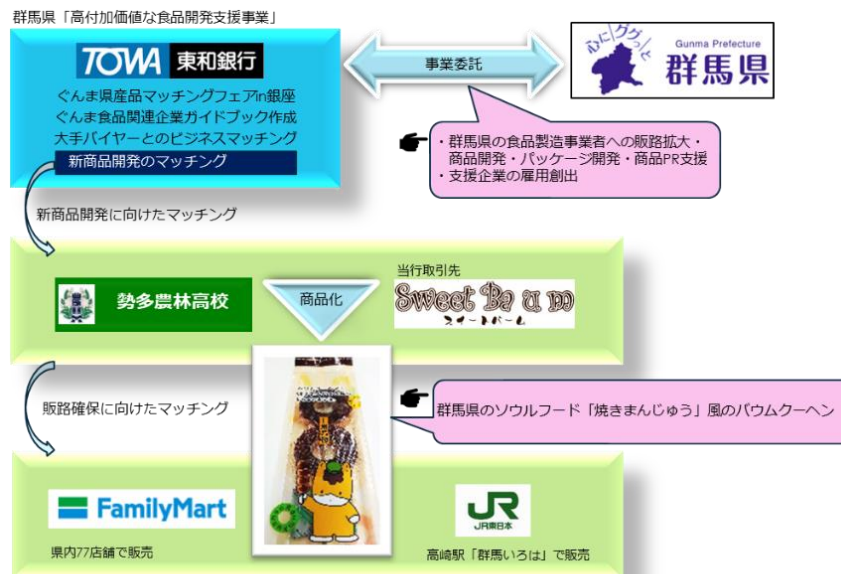 群馬県「高付加価値な食品開発支援事業」
TOWA 東和銀行
ぐんま県産品マッチングフェアin銀座
ぐんま食品関連企業ガイドブック作成
大手バイヤーとのビジネスマッチング
新商品開発のマッチング
事業委託
心にググっと
Gunma Prefecture
群馬県
・群馬県の食品製造事業者への販路拡大・
商品開発・パッケージ開発・商品PR支援
・支援企業の雇用創出
新商品開発に向けたマッチング
勢多農林高校
商品化
当行取引先
Sweet Baum
スイートバーム
販路確保に向けたマッチング
群馬県のソウルフード「焼きまんじゅう」風のバウムクーヘン
FamilyMart
県内77店舗で販売
JR
JR東日本
高崎駅「群馬いろは」で販売